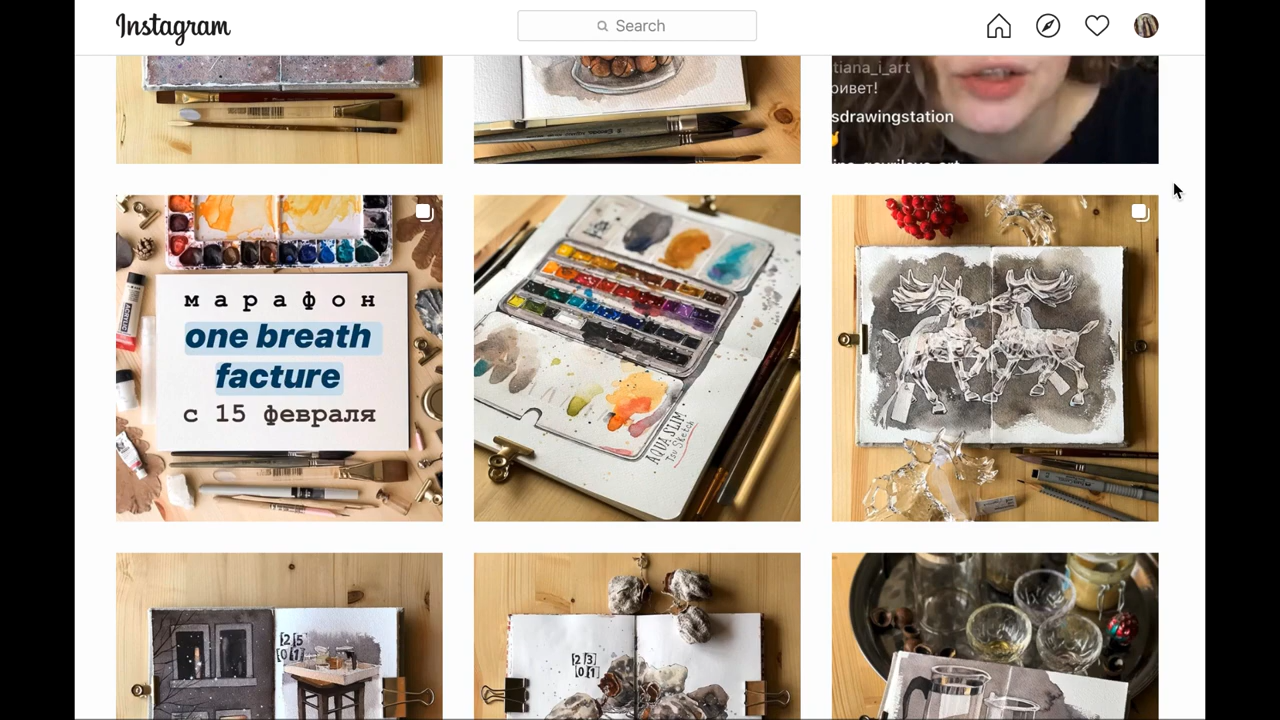 Instagram
Search
tiana_i_art
ривет!
sdrawingstation
марафон
one breath
facture
с 15 февраля
AQUA SLIM
Tsu Sketch
[2|5
[0|1]
[2|3]
[0|1]